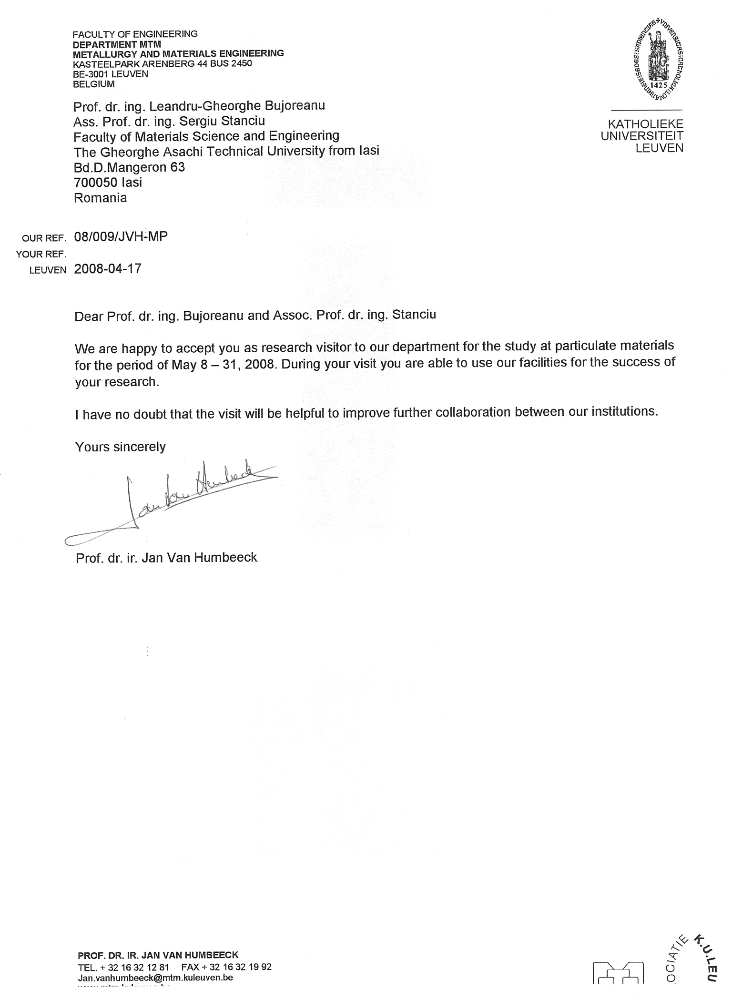 FACULTY OF ENGINEERING
DEPARTMENT MTM
METALLURGY AND MATERIALS ENGINEERING
KASTEELPARK ARENBERG 44 BUS 2450
BE-3001 LEUVEN
BELGIUM
UNIVERSITAS CATHOLICA LOVANIENSIS SEDES SAPIENTIAE
1425
KATHOLIEKE
UNIVERSITEIT
LEUVEN
Prof. dr. ing. Leandru-Gheorghe Bujoreanu
Ass. Prof. dr. ing. Sergiu Stanciu
Faculty of Materials Science and Engineering
The Gheorghe Asachi Technical University from Iasi
Bd.D.Mangeron 63
700050 Iasi
Romania
OUR REF. 08/009/JVH-MP
YOUR REF.
LEUVEN 2008-04-17
Dear Prof. dr. ing. Bujoreanu and Assoc. Prof. dr. ing. Stanciu
We are happy to accept you as research visitor to our department for the study at particulate materials
for the period of May 8 – 31, 2008. During your visit you are able to use our facilities for the success of
your research.
I have no doubt that the visit will be helpful to improve further collaboration between our institutions.
Yours sincerely
Jan Van Humbeeck
Prof. dr. ir. Jan Van Humbeeck
PROF. DR. IR. JAN VAN HUMBEECK
TEL. + 32 16 32 12 81 FAX + 32 16 32 19 92
Jan.vanhumbeeck@mtm.kuleuven.be
OCIATIE
K.U.LEU